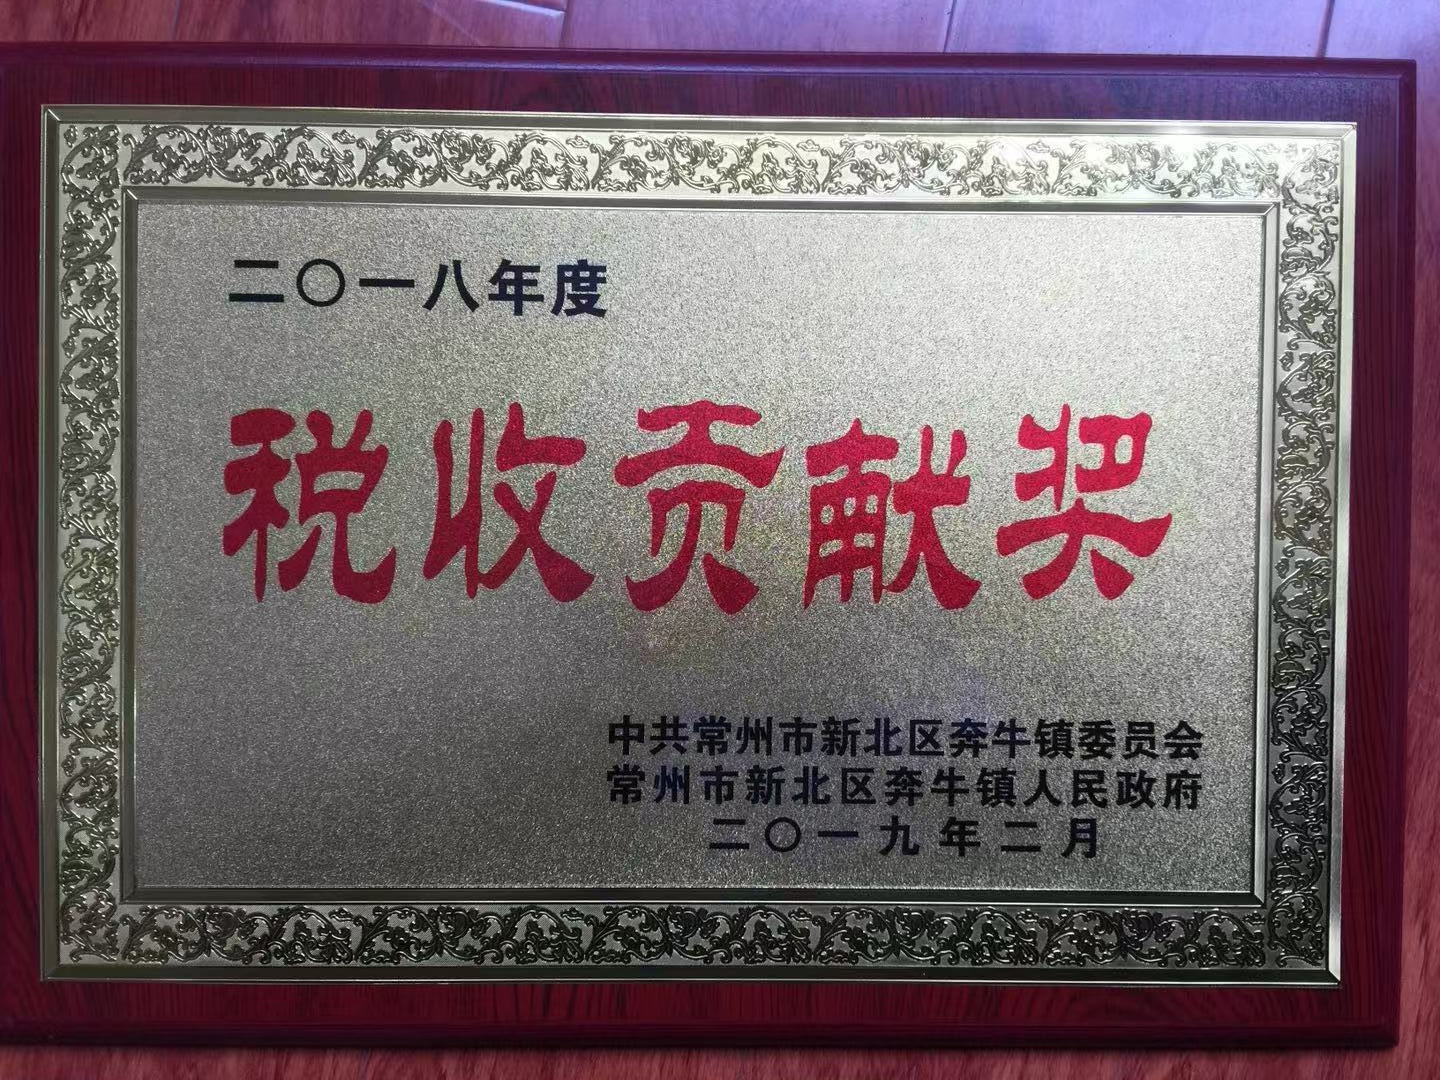 二〇一八年度
税收贡献奖
中共常州市新北区奔牛镇委员会
常州市新北区奔牛镇人民政府
二〇一九年二月